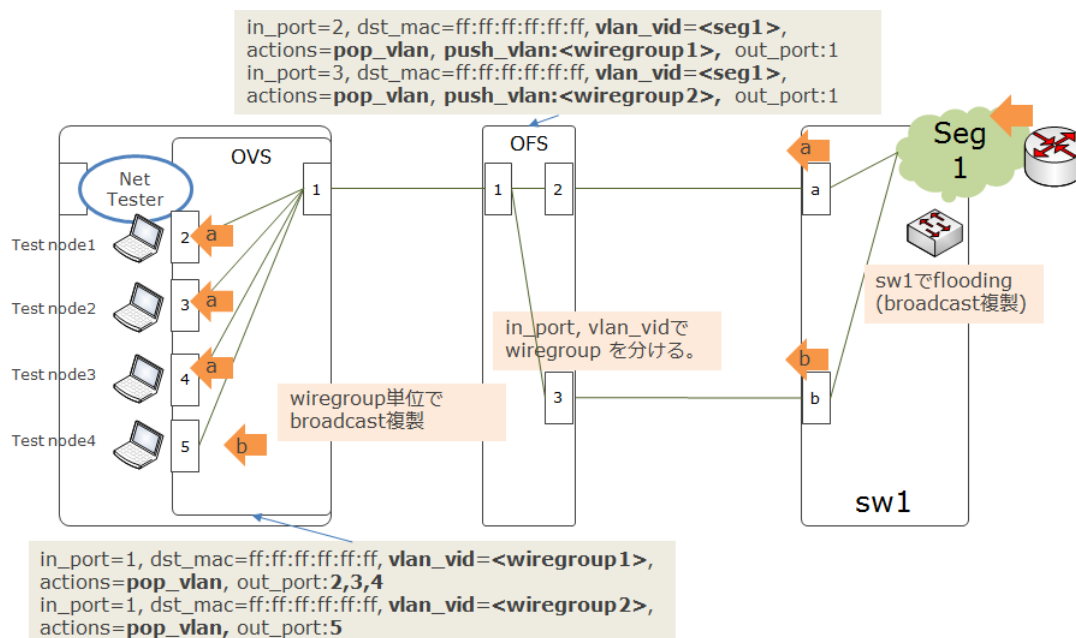 in_port=2, dst_mac=ff:ff:ff:ff:ff:ff, vlan_vid=<seg1>,
actions=pop_vlan, push_vlan:<wiregroup1>, out_port:1
in_port=3, dst_mac=ff:ff:ff:ff:ff:ff, vlan_vid=<seg1>,
actions=pop_vlan, push_vlan:<wiregroup2>, out_port:1
OVS
OFS
Seg
1
a
Net
Tester
1
1
2
a
Test node1
2
a
sw1でflooding
(broadcast複製)
Test node2
3
a
in_port, vlan_vidで
wiregroup を分ける。
Test node3
4
a
b
wiregroup単位で
broadcast複製
3
b
Test node4
5
b
sw1
in_port=1, dst_mac=ff:ff:ff:ff:ff:ff, vlan_vid=<wiregroup1>,
actions=pop_vlan, out_port:2,3,4
in_port=1, dst_mac=ff:ff:ff:ff:ff:ff, vlan_vid=<wiregroup2>,
actions=pop_vlan, out_port:5